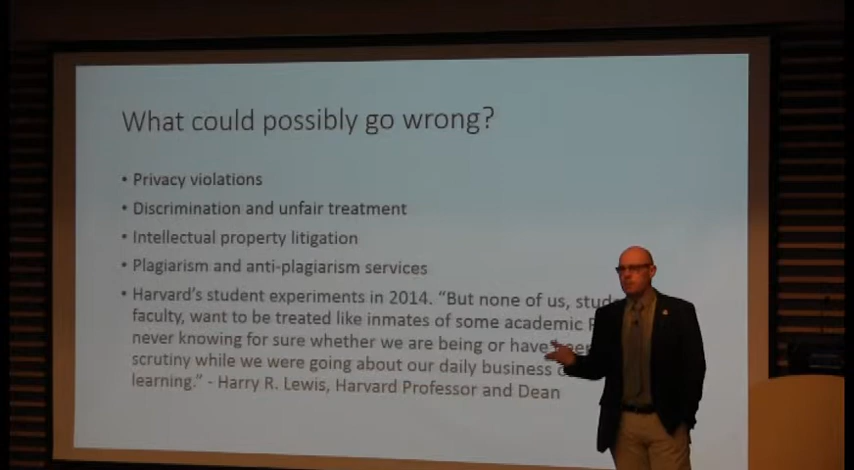 What could possibly go wrong?
• Privacy violations
• Discrimination and unfair treatment
• Intellectual property litigation
• Plagiarism and anti-plagiarism services
• Harvard's student experiments in 2014. "But none of us,
faculty, want to be treated like inmates of some academic
never knowing for sure whether we are being or have
scrutiny while we were going about our daily business
learning." - Harry R. Lewis, Harvard Professor and Dean